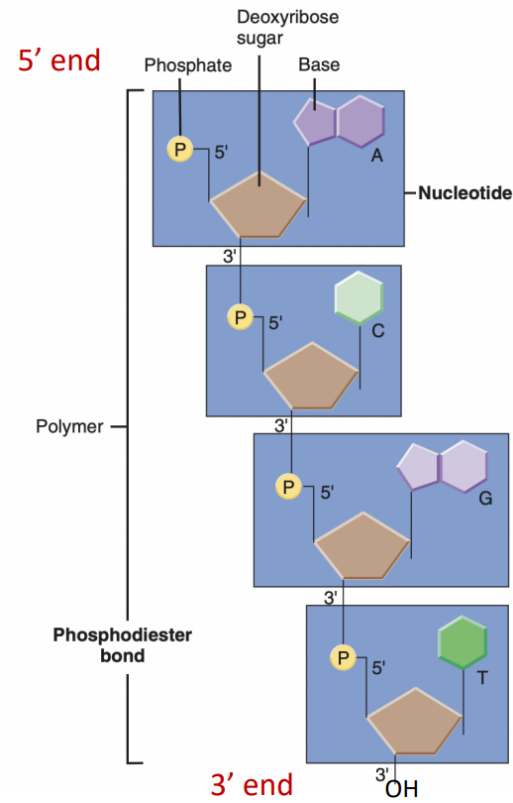 Deoxyribose
sugar
5' end
Phosphate
Base
P
5'
A
Nucleotide
3'
P
5'
C
Polymer
3'
P
5'
G
3'
Phosphodiester
bond
P
5'
T
3' end
3'
OH